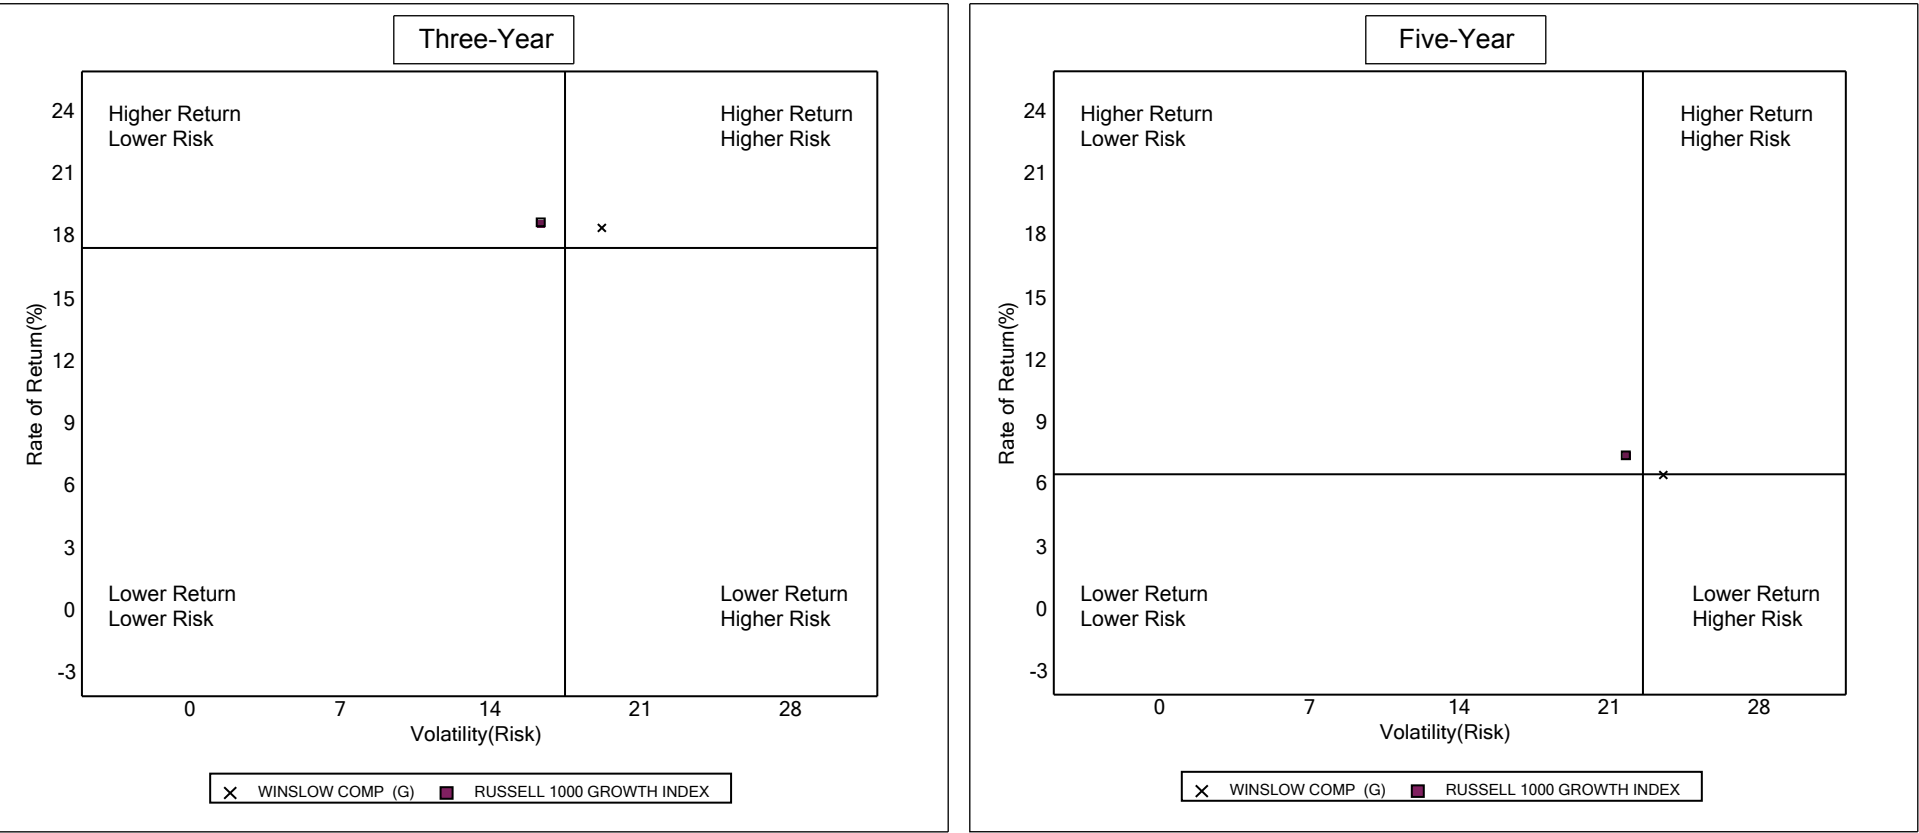 Three-Year
24
21
18
15
12
9
6
3
0
-3
Rate of Return(%)
Higher Return
Lower Risk
Higher Return
Higher Risk
Lower Return
Lower Risk
Lower Return
Higher Risk
0 7 14 21 28
Volatility(Risk)
WINSLOW COMP (G) RUSSELL 1000 GROWTH INDEX
Five-Year
24
21
18
15
12
9
6
3
0
-3
Rate of Return(%)
Higher Return
Lower Risk
Higher Return
Higher Risk
Lower Return
Lower Risk
Lower Return
Higher Risk
0 7 14 21 28
Volatility(Risk)
WINSLOW COMP (G) RUSSELL 1000 GROWTH INDEX